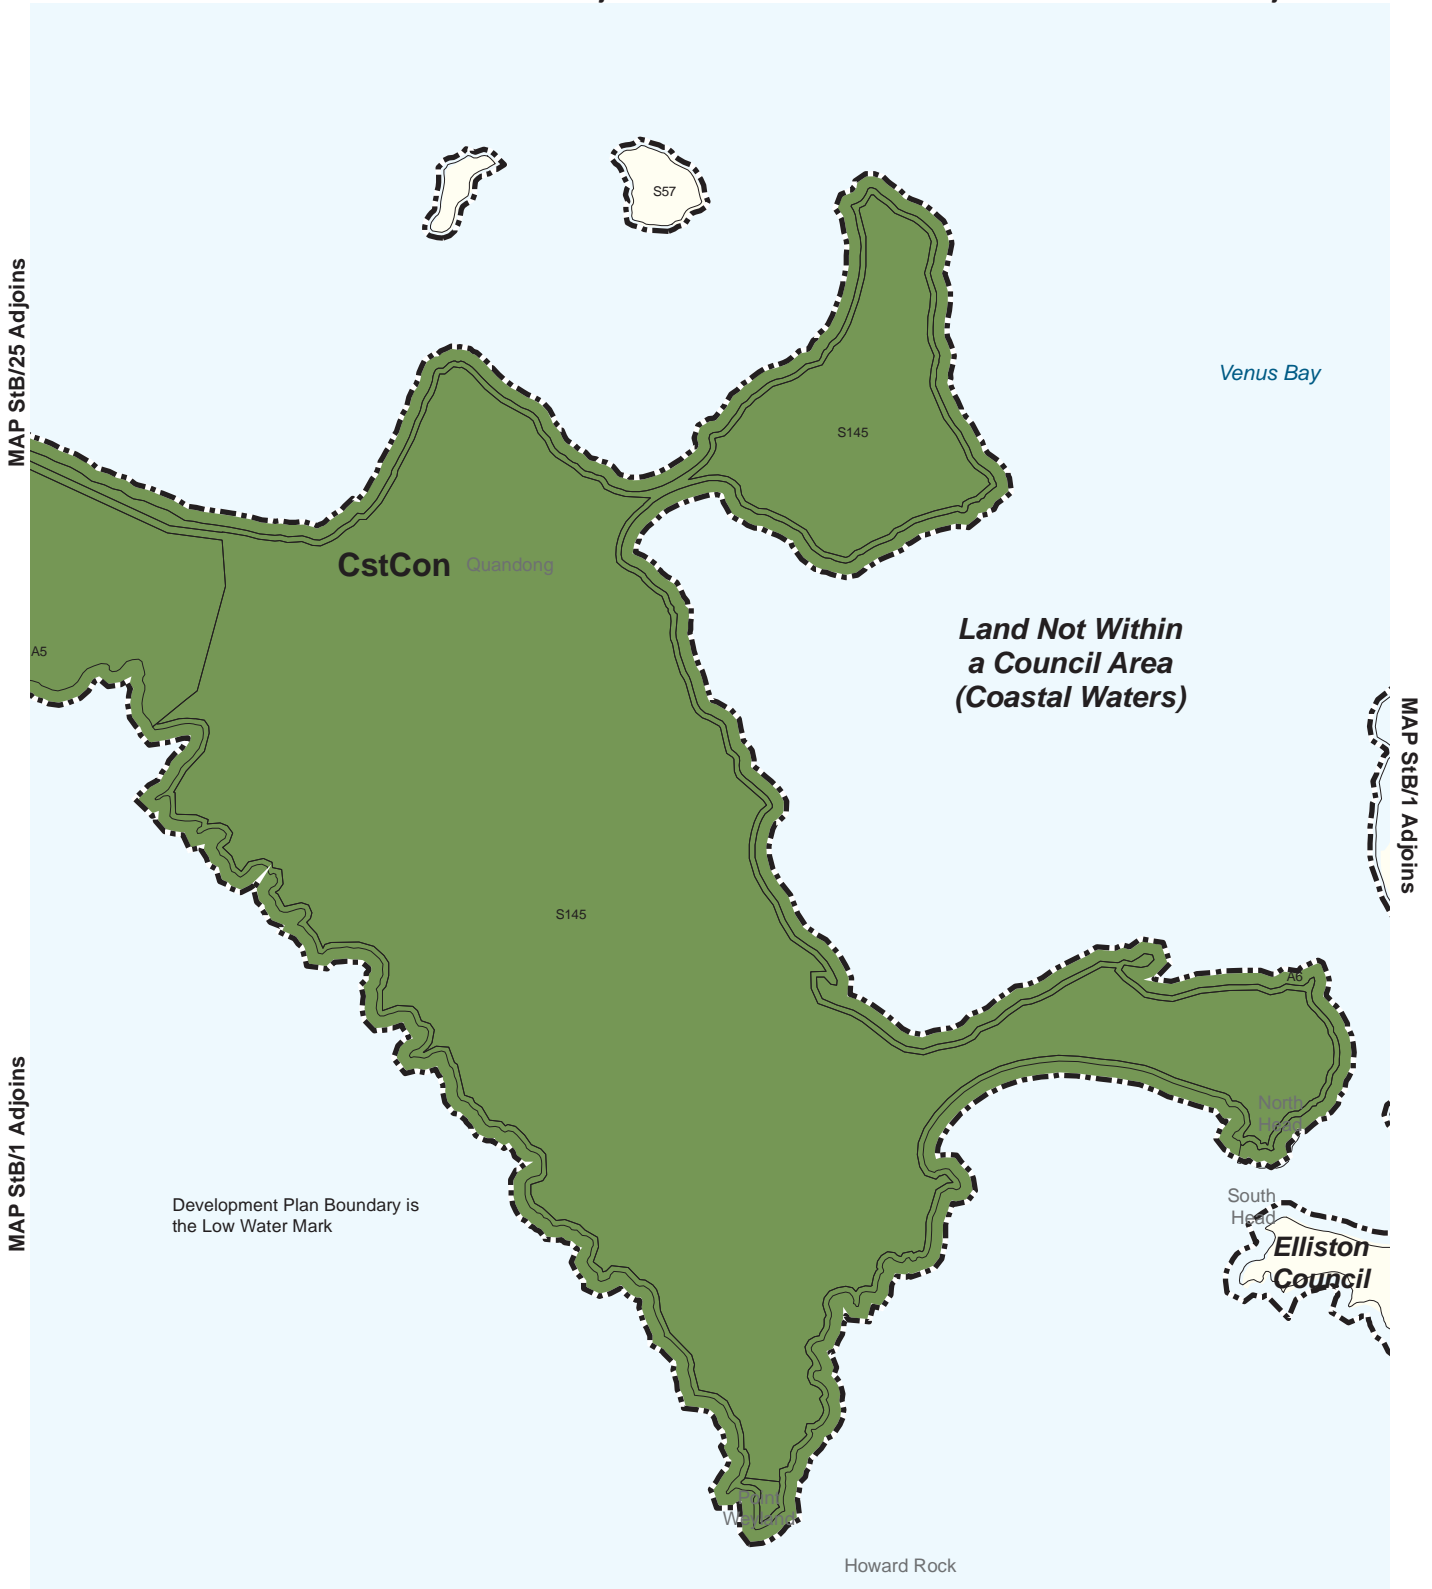 S57
MAP StB/25 Adjoins
Venus Bay
S145
CstCon
Quandong
Land Not Within
a Council Area
(Coastal Waters)
A5
MAP StB/1 Adjoins
S145
A6
MAP StB/1 Adjoins
North
Head
Development Plan Boundary is
the Low Water Mark
South
Head
Elliston
Council
Point
Weyland
Howard Rock